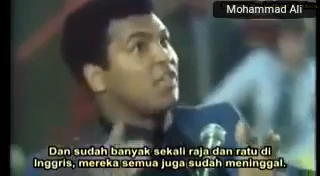 Mohammad Ali
Dan sudah banyak sekali raja dan ratu di
Inggris, mereka semua juga sudah meninggal.